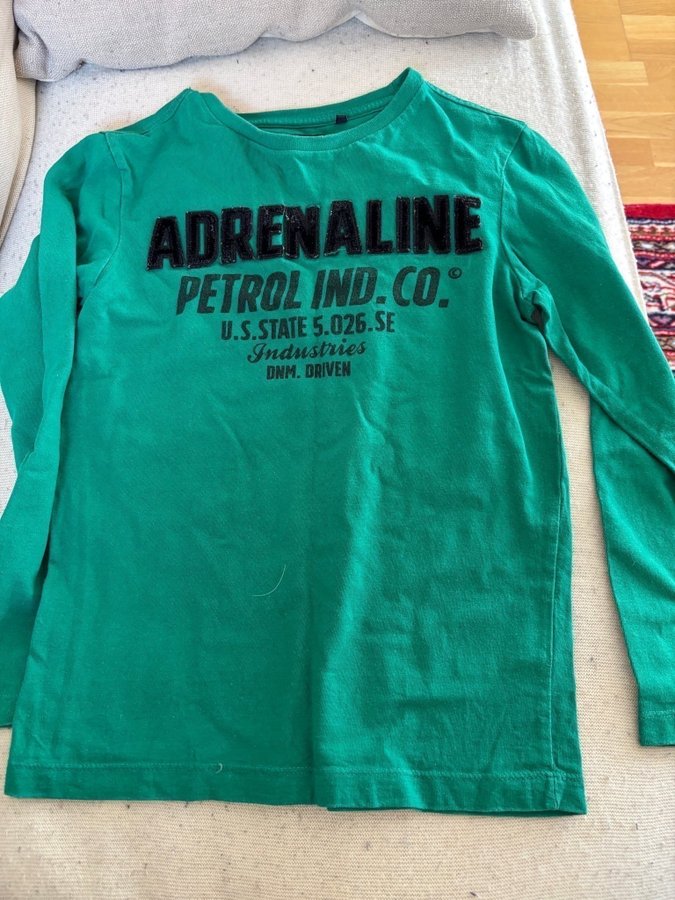 ADRENALINE
PETROL IND. CO.©
U.S.STATE 5.026.SE
Industries
DNM. DRIVEN